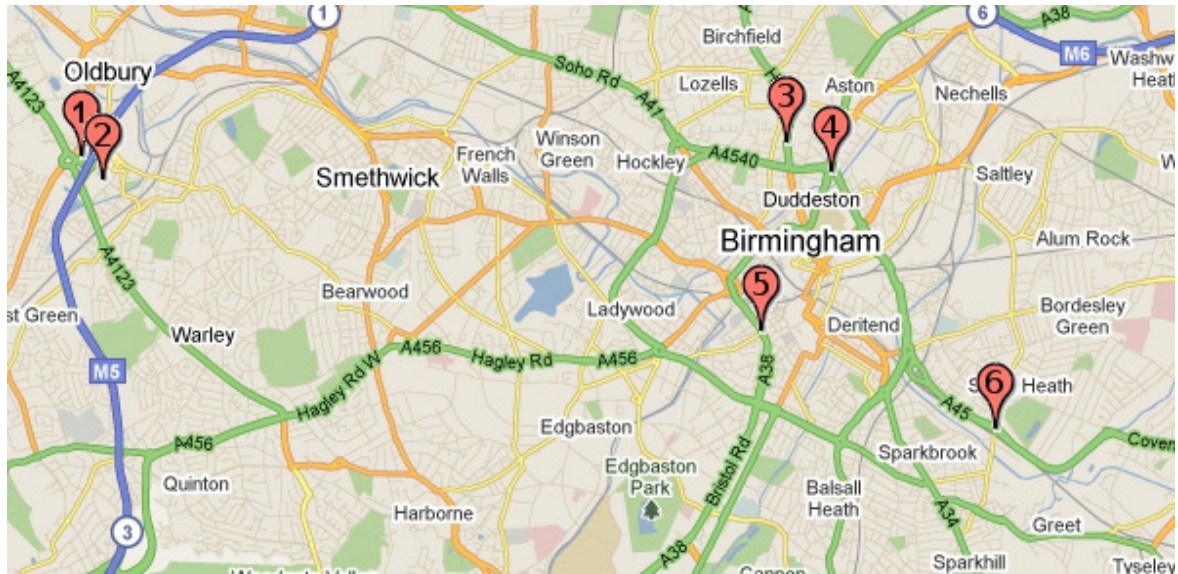 1
6
A38
Birchfield
M6
Washw
Heat
Oldbury
Soho Rd
Lozells
Aston
Nechells
A4123
A41
1
2
3
4
Winson
Green
French
Walls
Hockley
A4540
Smethwick
Saltley
W
Duddeston
Birmingham
Alum Rock
A4123
5
Bearwood
Ladywood
Bordesley
Green
st Green
Warley
Deritend
A456
Hagley Rd
A456
M5
A38
6
Heath
Hagley Rd W
A45
A456
Edgbaston
Coven
Sparkbrook
Edgbaston
Park
Bristol Rd
Quinton
Balsall
Heath
Harborne
A34
Greet
3
A38
Sparkhill
Tyseley